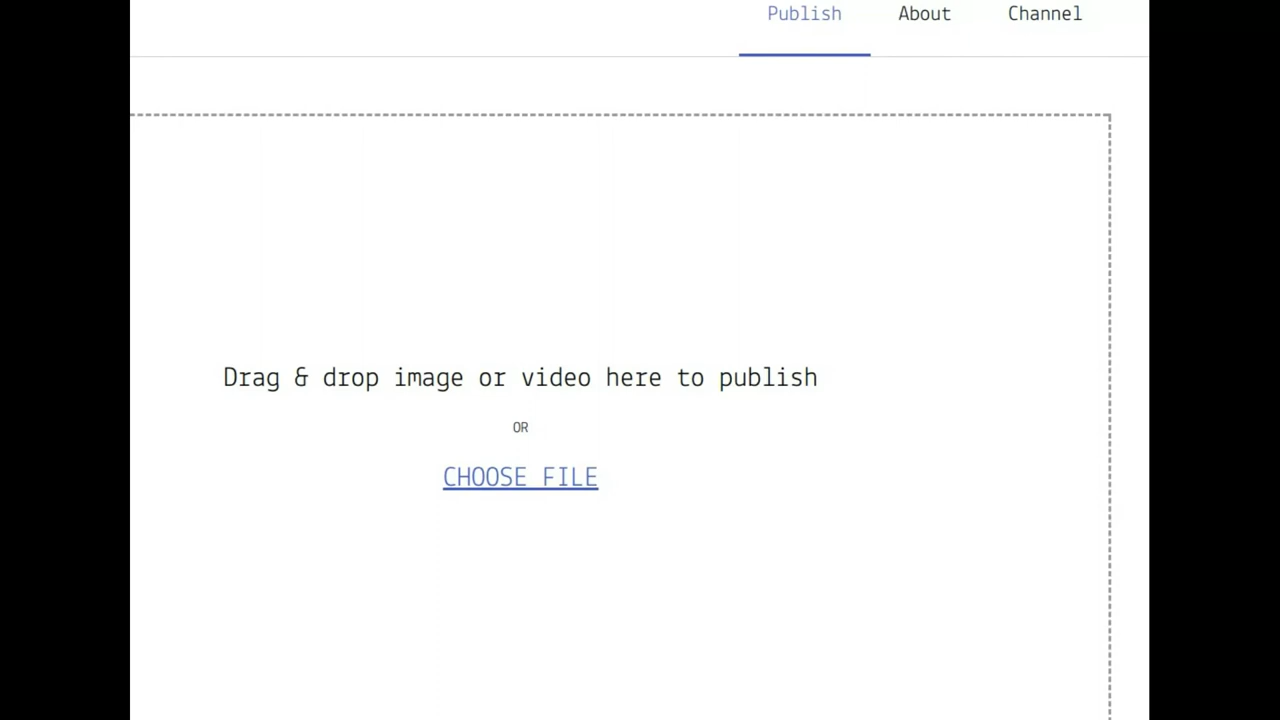 Publish About Channel
Drag & drop image or video here to publish
OR
CHOOSE FILE